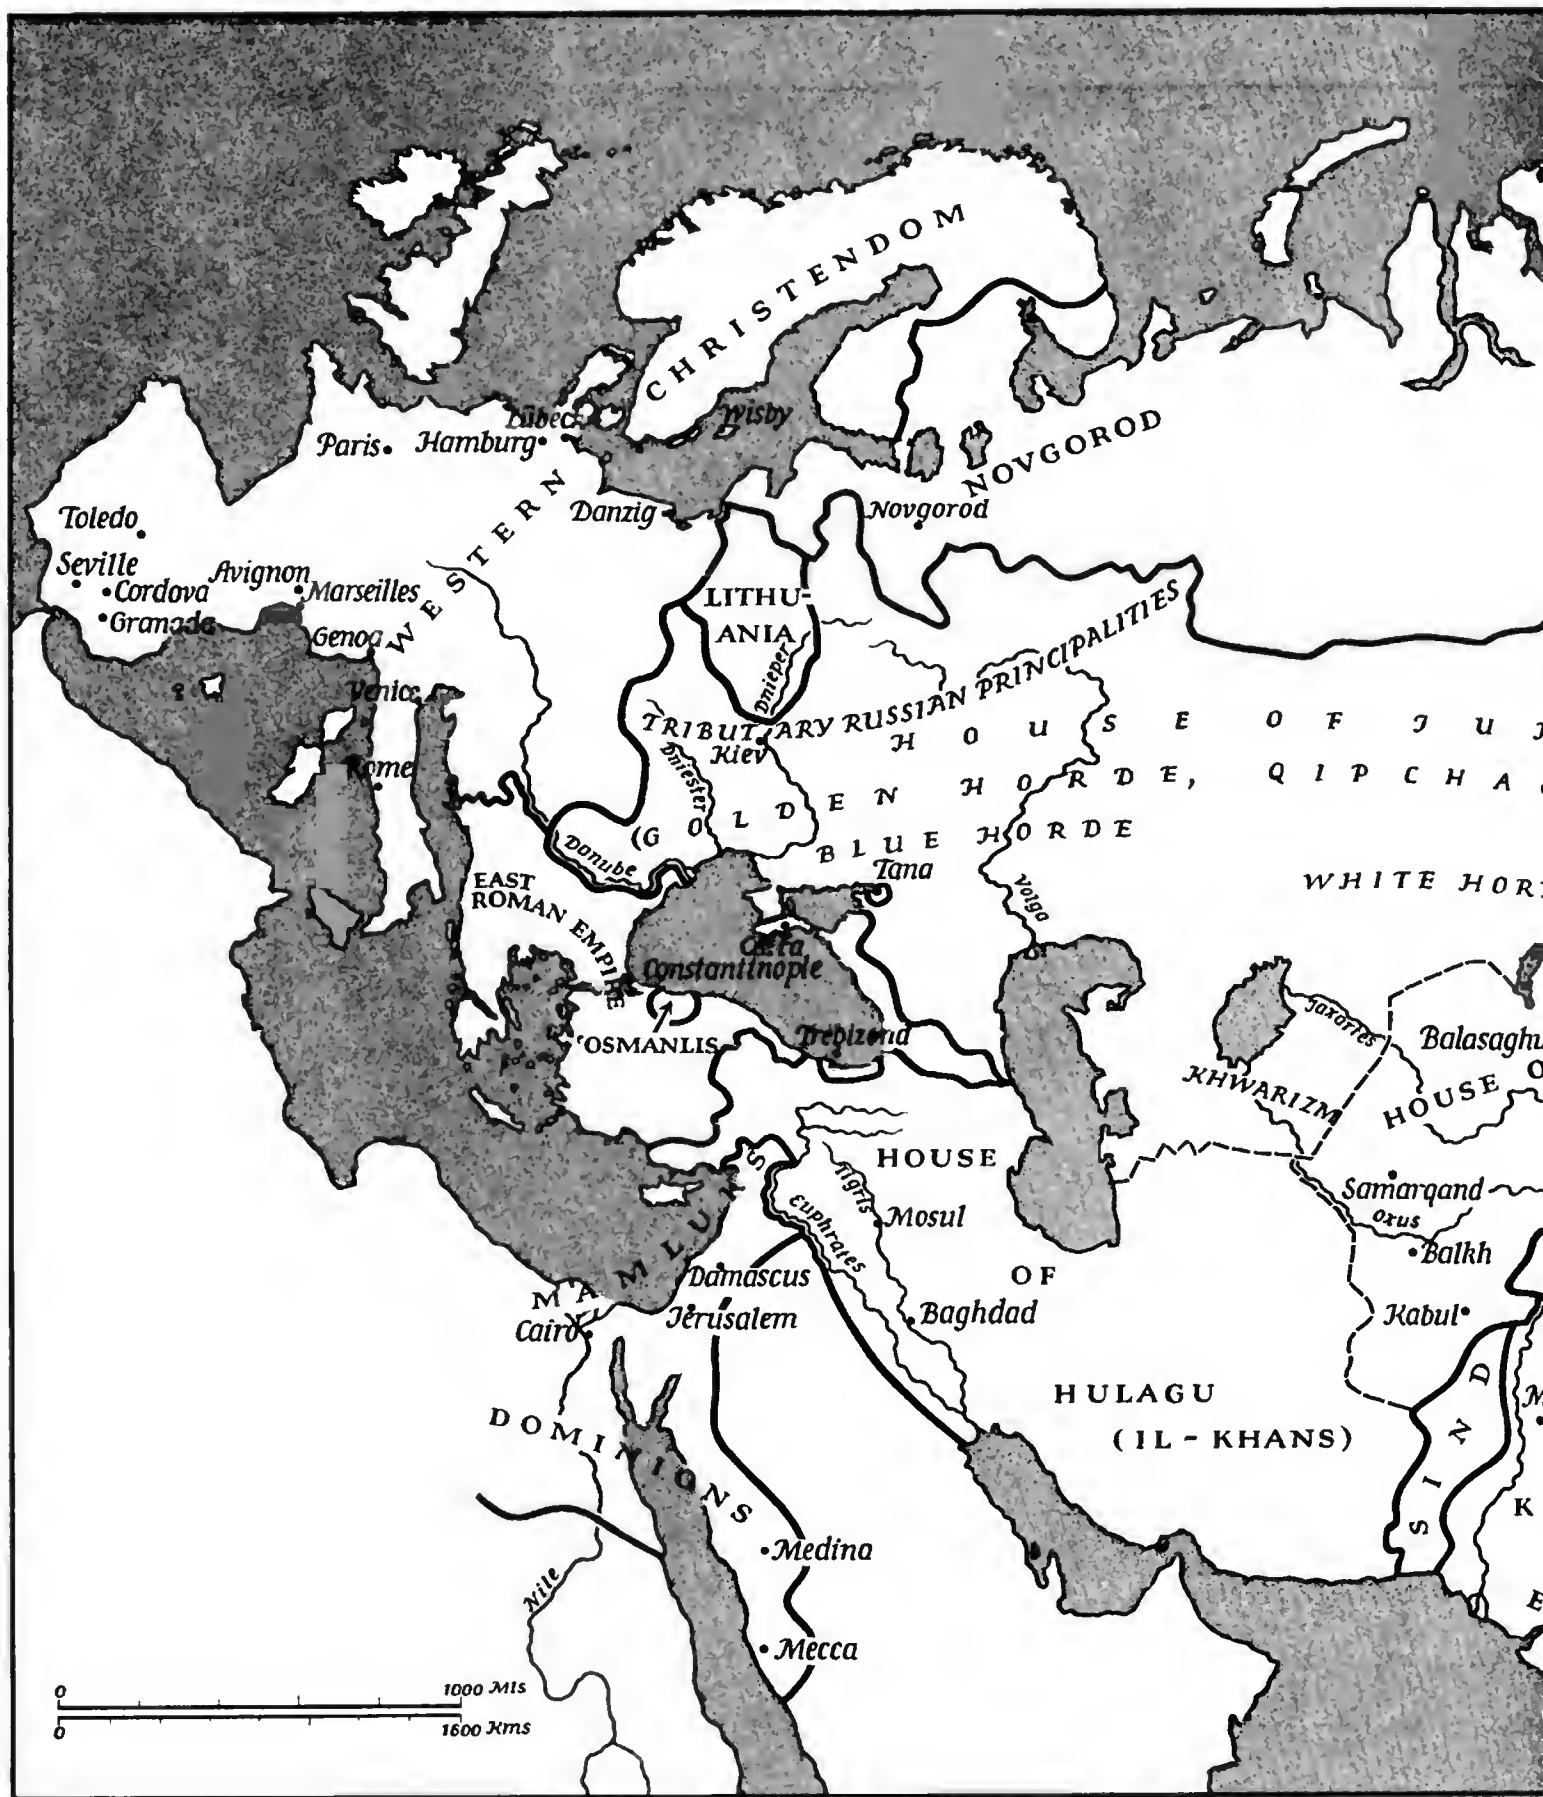 CHRISTENDOM
Lübeck
Wisby
Paris
Hamburg
NOVGOROD
WESTERN
Danzig
Novgorod
Toledo
Seville
Cordova
Avignon
Marseilles
Granada
Genoa
LITHU-
ANIA
Dnieper
Venice
TRIBUTARY RUSSIAN PRINCIPALITIES
Kiev
HOUSE OF JU
Rome
Dniester
(GOLDEN HORDE, QIPCHA
BLUE HORDE
Danube
Tana
WHITE HOR
EAST
ROMAN EMPIRE
Volga
Caffa
Constantinople
Jaxartes
'OSMANLIS
Trebizond
Balasaghu
KHWARIZM
HOUSE O
HOUSE
Tigris
Samarqand
Mosul
Euphrates
Oxus
Balkh
MAMLUKS
Damascus
OF
Jerusalem
Baghdad
Cairo
Kabul
HULAGU
(IL-KHANS)
DOMINIONS
SIND
M
K
Medina
Nile
E
Mecca
0 1000 Mls
0 1600 Kms